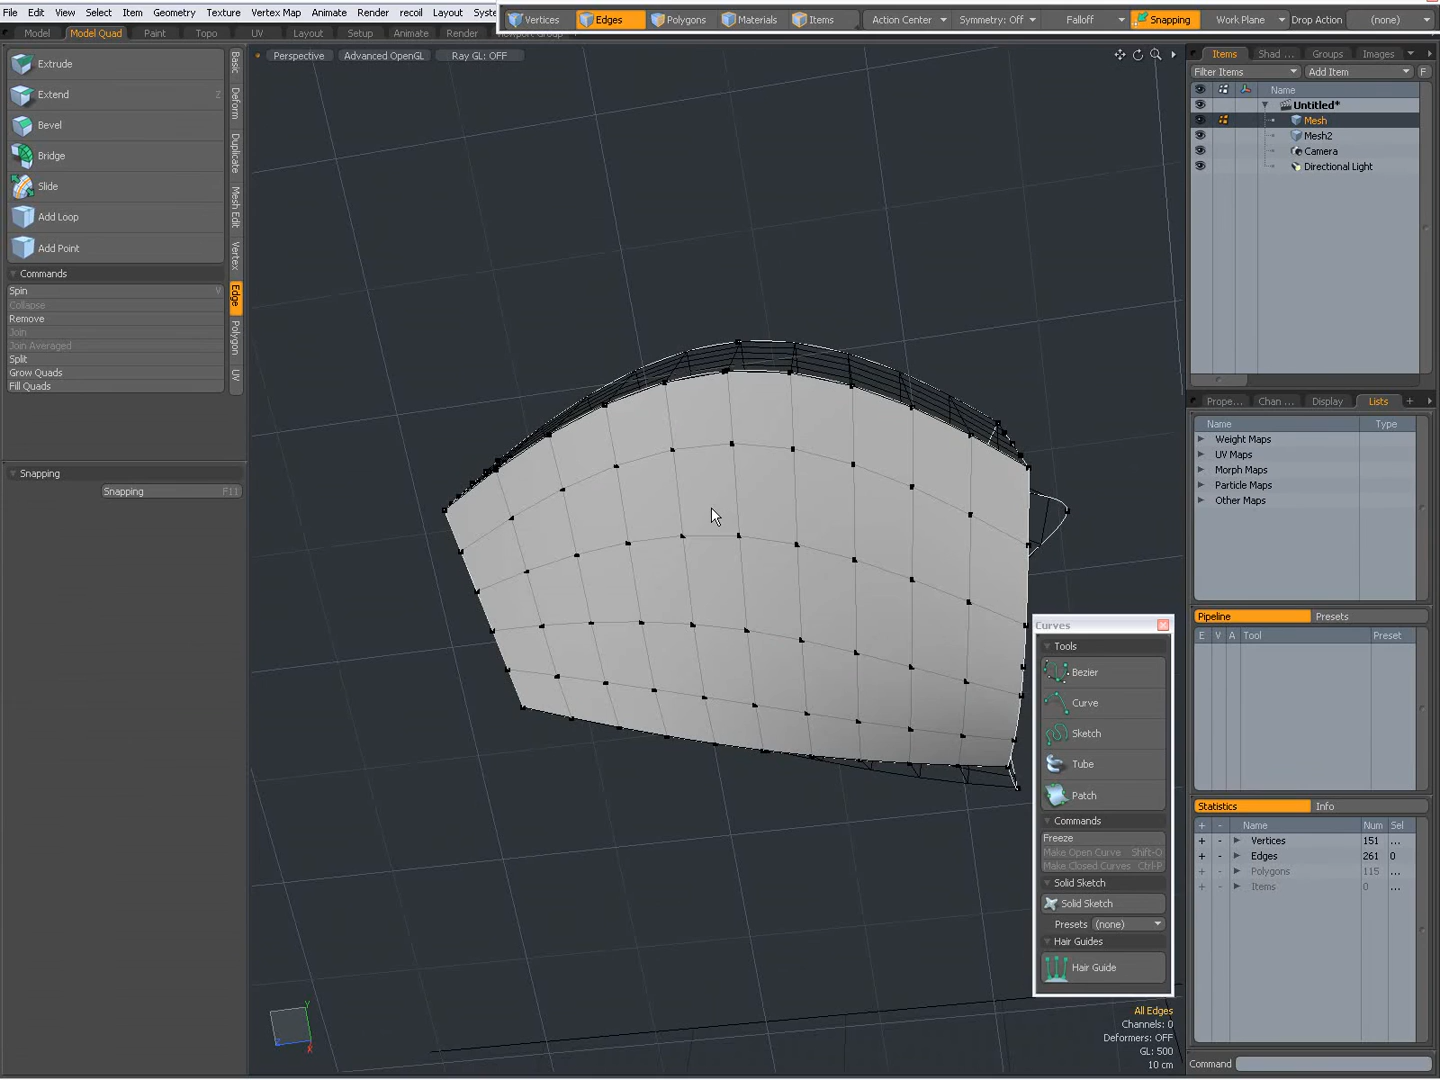 File Edit View Select Item Geometry Texture Vertex Map Animate Render recoil Layout Syste
Vertices Edges Polygons Materials Items Action Center Symmetry: Off Falloff Snapping Work Plane Drop Action (none)
Model Model Quad Paint Topo UV Layout Setup Animate Render
Perspective Advanced OpenGL Ray GL: OFF
Extrude
Extend Z
Bevel
Bridge
Slide
Add Loop
Add Point
Commands
Spin V
Collapse
Remove
Join
Join Averaged
Split
Grow Quads
Fill Quads
Basic
Deform
Duplicate
Mesh Edit
Vertex
Edge
Polygon
UV
Snapping
Snapping F11
Items Shad ... Groups Images
Filter Items Add Item F
Name
Untitled*
Mesh
Mesh2
Camera
Directional Light
Prope... Chan ... Display Lists +
Name Type
Weight Maps
UV Maps
Morph Maps
Particle Maps
Other Maps
Pipeline Presets
E V A Tool Preset
Statistics Info
+ - Name Num Sel
+ - Vertices 151 ...
+ - Edges 261 0
+ - Polygons 115 ...
+ - Items 0 ...
Command
Curves
Tools
Bezier
Curve
Sketch
Tube
Patch
Commands
Freeze
Make Open Curve Shift-O
Make Closed Curves Ctrl-P
Solid Sketch
Solid Sketch
Presets (none)
Hair Guides
Hair Guide
All Edges
Channels: 0
Deformers: OFF
GL: 500
10 cm
Y
X